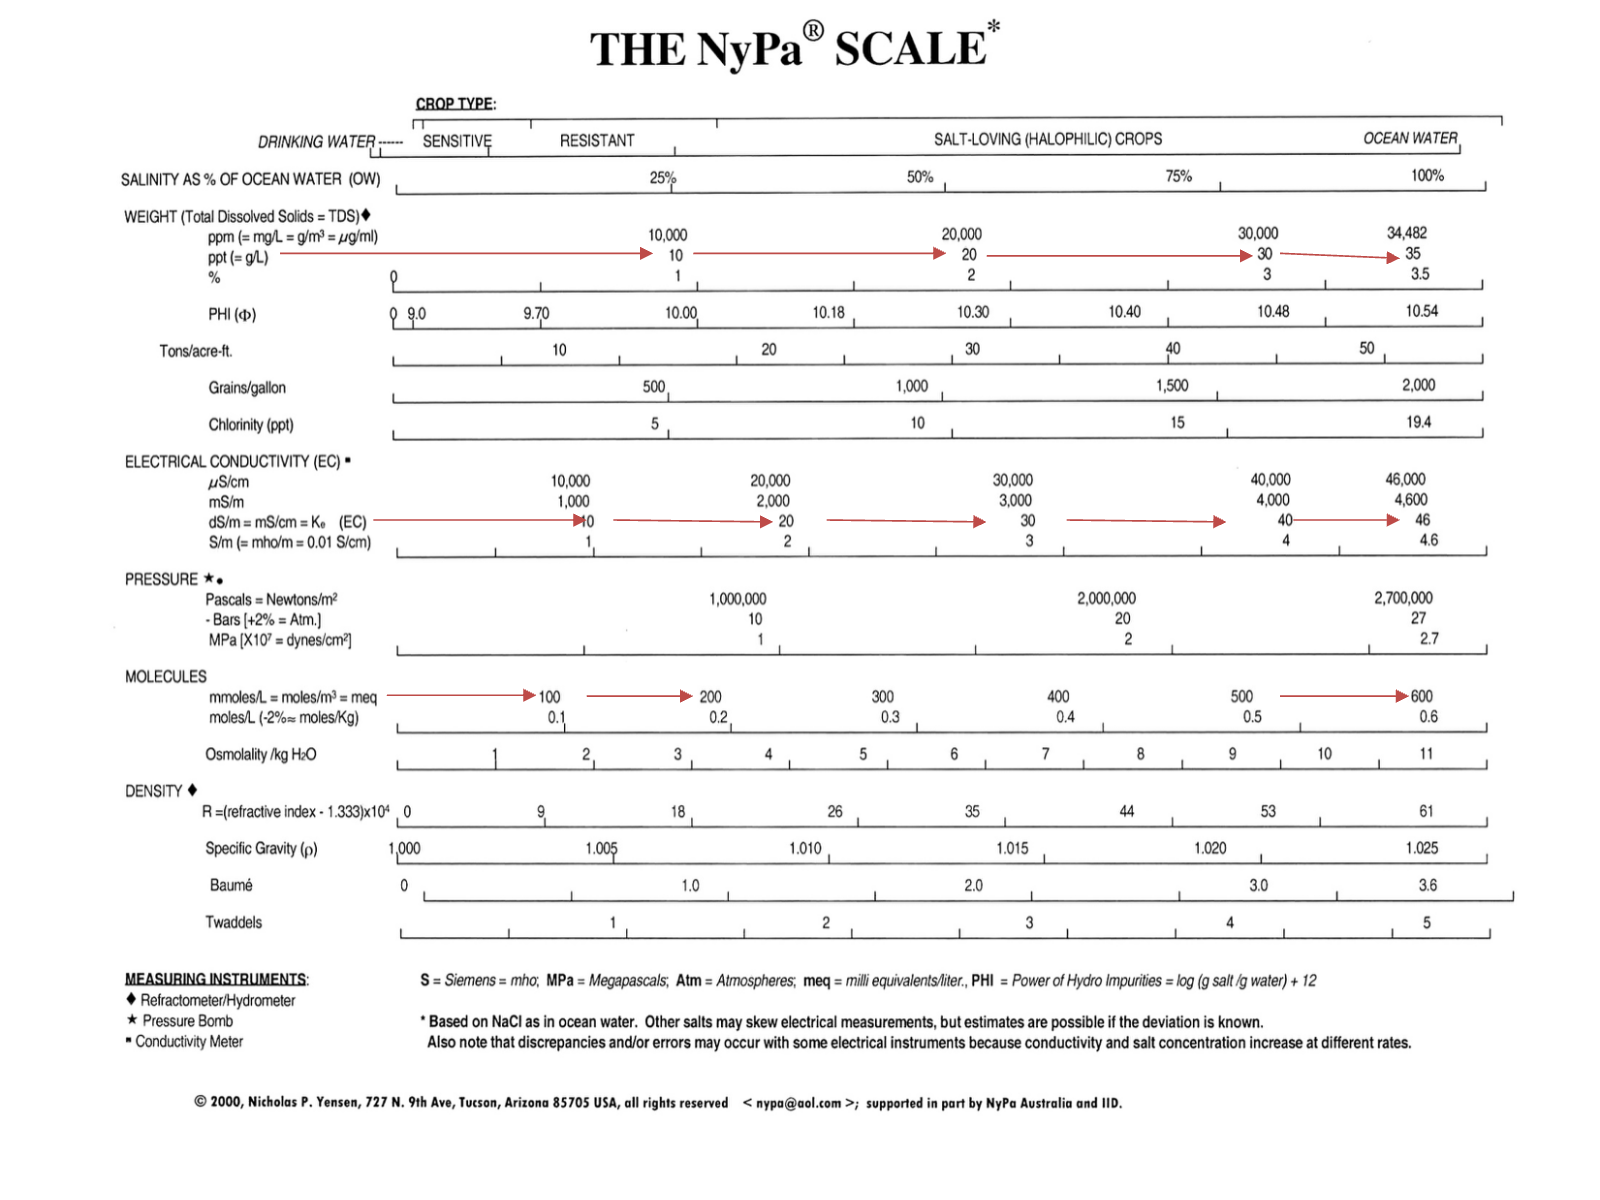 THE NyPa® SCALE*
CROP TYPE:
DRINKING WATER ------ SENSITIVE RESISTANT SALT-LOVING (HALOPHILIC) CROPS OCEAN WATER
SALINITY AS % OF OCEAN WATER (OW) 25% 50% 75% 100%
WEIGHT (Total Dissolved Solids = TDS)♦
ppm (= mg/L = g/m³ = µg/ml) 10,000 20,000 30,000 34,482
ppt (= g/L) 10 20 30 35
% 0 1 2 3 3.5
PHI (Φ) 0 9.0 9.70 10.00 10.18 10.30 10.40 10.48 10.54
Tons/acre-ft. 10 20 30 40 50
Grains/gallon 500 1,000 1,500 2,000
Chlorinity (ppt) 5 10 15 19.4
ELECTRICAL CONDUCTIVITY (EC) ▪
µS/cm 10,000 20,000 30,000 40,000 46,000
mS/m 1,000 2,000 3,000 4,000 4,600
dS/m = mS/cm = Kₑ (EC) 10 20 30 40 46
S/m (= mho/m = 0.01 S/cm) 1 2 3 4 4.6
PRESSURE ★•
Pascals = Newtons/m² 1,000,000 2,000,000 2,700,000
- Bars [+2% = Atm.] 10 20 27
MPa [X10⁷ = dynes/cm²] 1 2 2.7
MOLECULES
mmoles/L = moles/m³ = meq 100 200 300 400 500 600
moles/L (-2%≈ moles/Kg) 0.1 0.2 0.3 0.4 0.5 0.6
Osmolality /kg H₂O 1 2 3 4 5 6 7 8 9 10 11
DENSITY ♦
R =(refractive index - 1.333)x10⁴ 0 9 18 26 35 44 53 61
Specific Gravity (ρ) 1,000 1.005 1.010 1.015 1.020 1.025
Baumé 0 1.0 2.0 3.0 3.6
Twaddels 1 2 3 4 5
MEASURING INSTRUMENTS: S = Siemens = mho; MPa = Megapascals; Atm = Atmospheres; meq = milli equivalents/liter., PHI = Power of Hydro Impurities = log (g salt /g water) + 12
♦ Refractometer/Hydrometer
★ Pressure Bomb * Based on NaCl as in ocean water. Other salts may skew electrical measurements, but estimates are possible if the deviation is known.
▪ Conductivity Meter Also note that discrepancies and/or errors may occur with some electrical instruments because conductivity and salt concentration increase at different rates.
© 2000, Nicholas P. Yensen, 727 N. 9th Ave, Tucson, Arizona 85705 USA, all rights reserved < nypa@aol.com >; supported in part by NyPa Australia and IID.